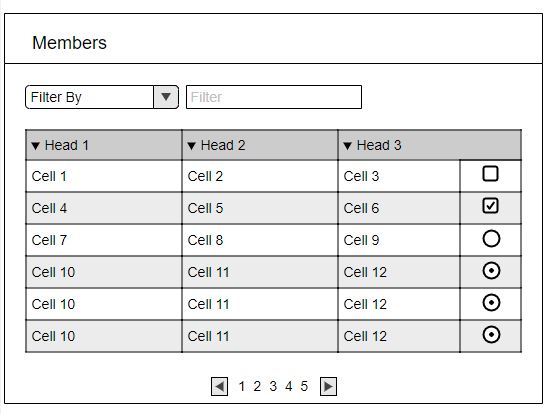 Members
Filter By Filter
Head 1 Head 2 Head 3
Cell 1 Cell 2 Cell 3
Cell 4 Cell 5 Cell 6
Cell 7 Cell 8 Cell 9
Cell 10 Cell 11 Cell 12
Cell 10 Cell 11 Cell 12
Cell 10 Cell 11 Cell 12
1 2 3 4 5